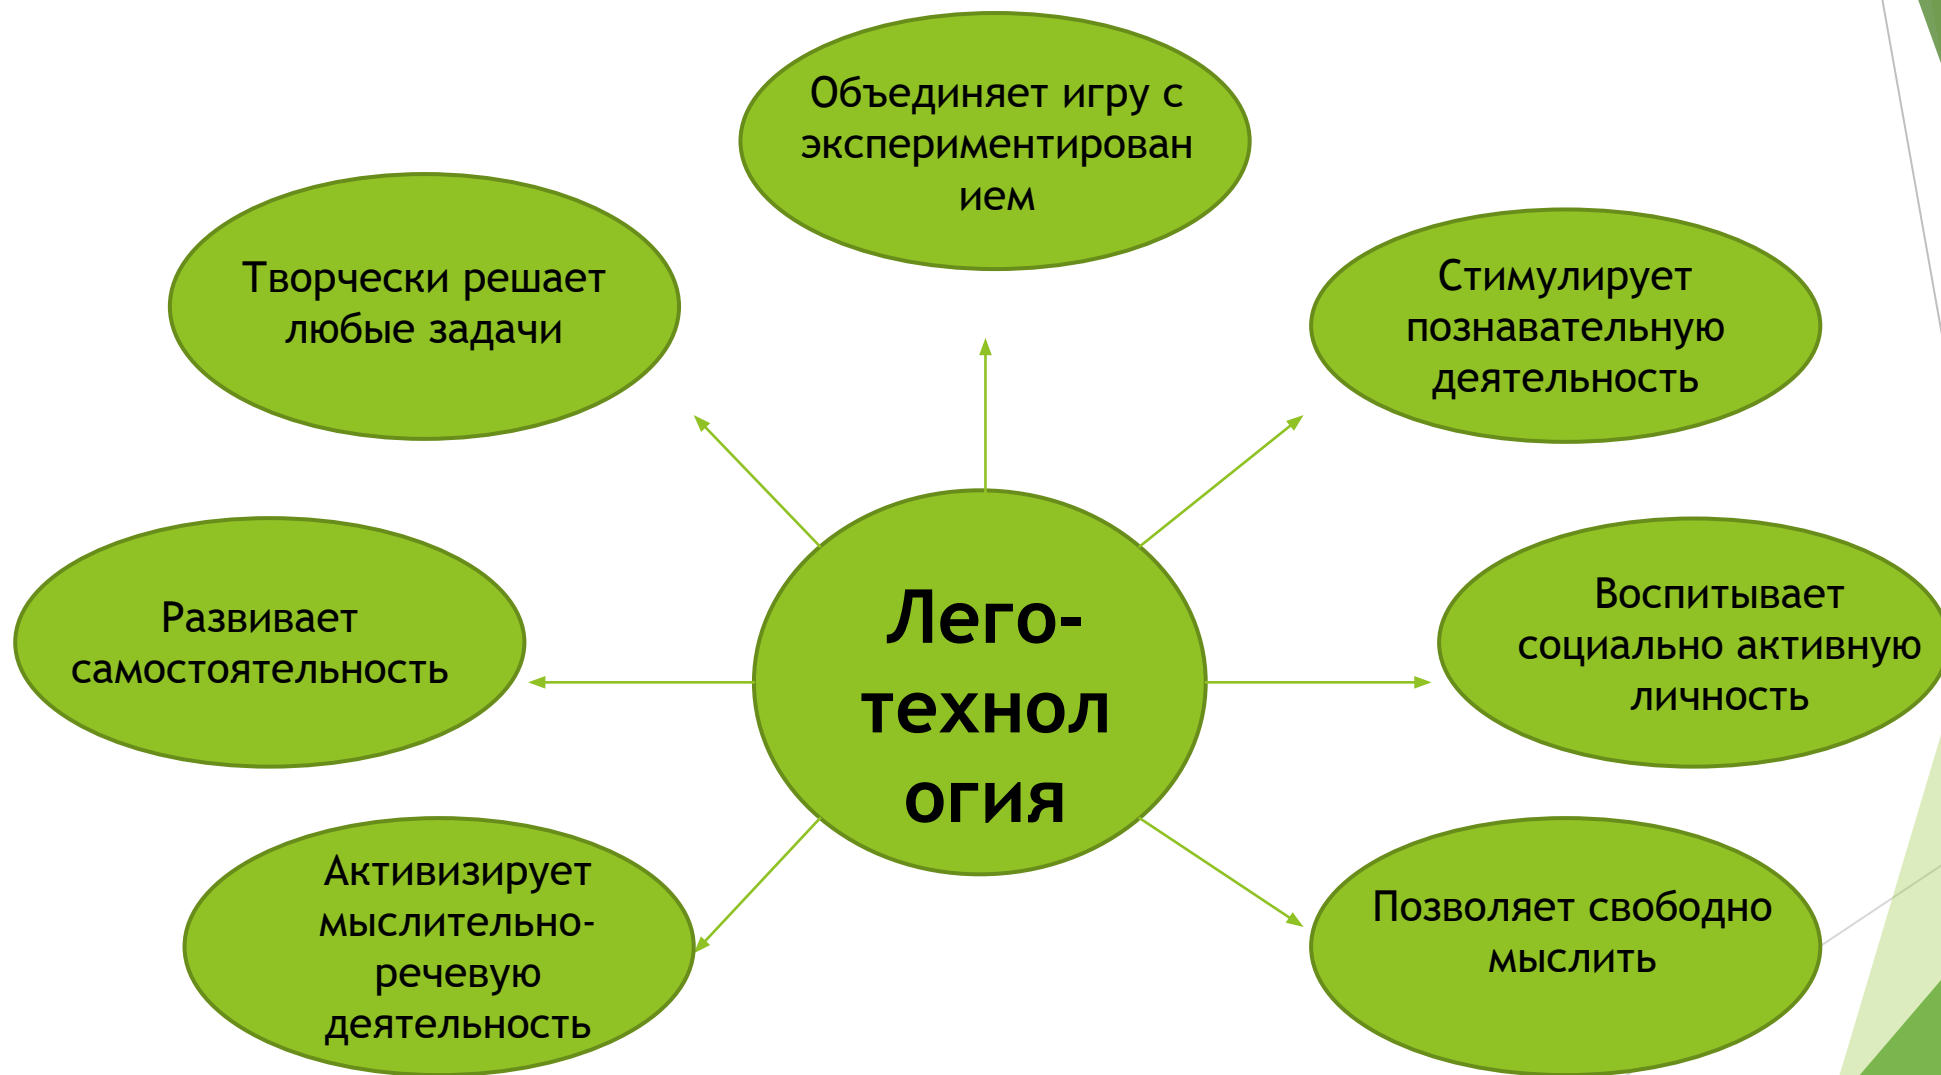 Объединяет игру с
экспериментирован
ием
Творчески решает
любые задачи
Стимулирует
познавательную
деятельность
Развивает
самостоятельность
Лего-
технол
огия
Воспитывает
социально активную
личность
Активизирует
мыслительно-
речевую
деятельность
Позволяет свободно
мыслить